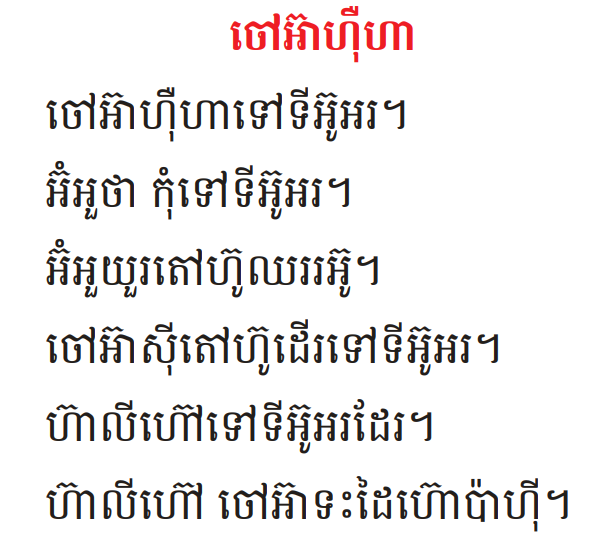 ចៅអ៊ាហ៊ឺហា
ចៅអ៊ាហ៊ឺហាទៅទីអ៊ូអរ។
អ៊ំអួថា កុំទៅទីអ៊ូអរ។
អ៊ំអួយួរតៅហ៊ូឈររអ៊ូ។
ចៅអ៊ាស៊ីតៅហ៊ូដើរទៅទីអ៊ូអរ។
ហ៊ាលីហៅ៊ទៅទីអ៊ូអរដែរ។
ហ៊ាលីហៅ៊ ចៅអ៊ាទះដៃហ៊ោប៉ាហ៊ី។